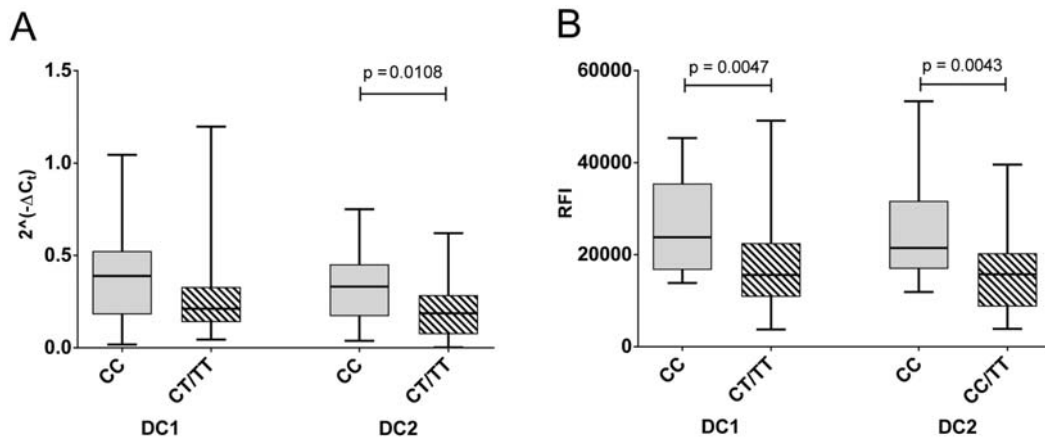 A
2^(-ΔCt)
1.5
1.0
0.5
0.0
p = 0.0108
CC
CT/TT
CC
CT/TT
DC1
DC2
B
RFI
60000
40000
20000
0
p = 0.0047
p = 0.0043
CC
CT/TT
CC
CC/TT
DC1
DC2